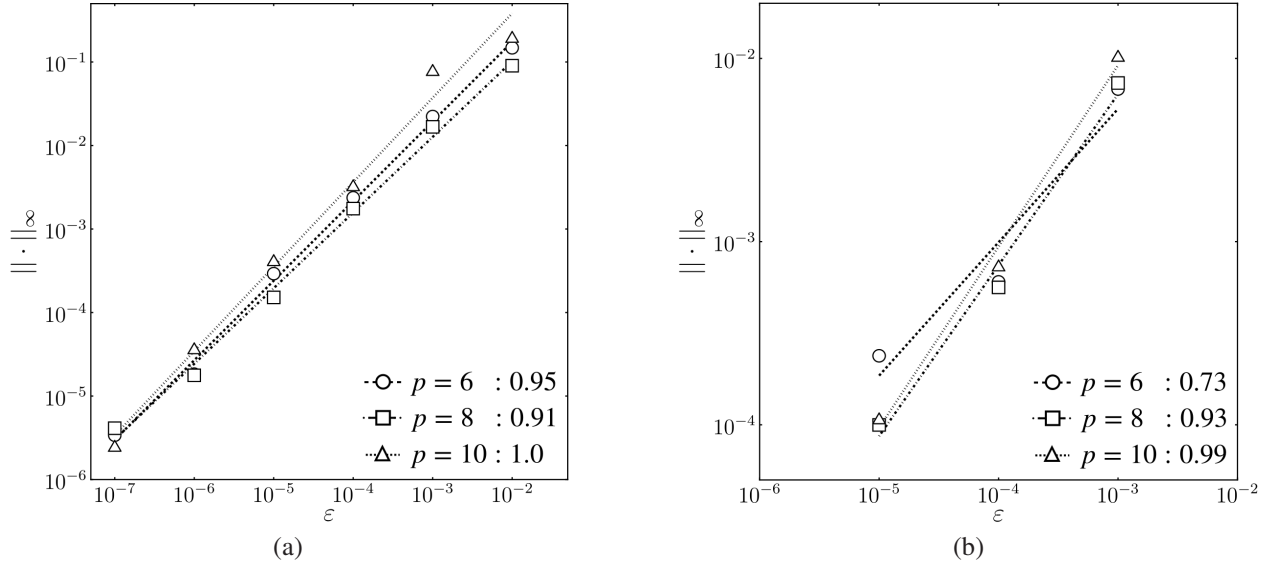 10⁻¹
10⁻²
10⁻³
10⁻⁴
10⁻⁵
10⁻⁶
|| · ||∞
p = 6 : 0.95
p = 8 : 0.91
p = 10 : 1.0
10⁻⁷ 10⁻⁶ 10⁻⁵ 10⁻⁴ 10⁻³ 10⁻²
ε
(a)
10⁻²
10⁻³
10⁻⁴
|| · ||∞
p = 6 : 0.73
p = 8 : 0.93
p = 10 : 0.99
10⁻⁶ 10⁻⁵ 10⁻⁴ 10⁻³ 10⁻²
ε
(b)